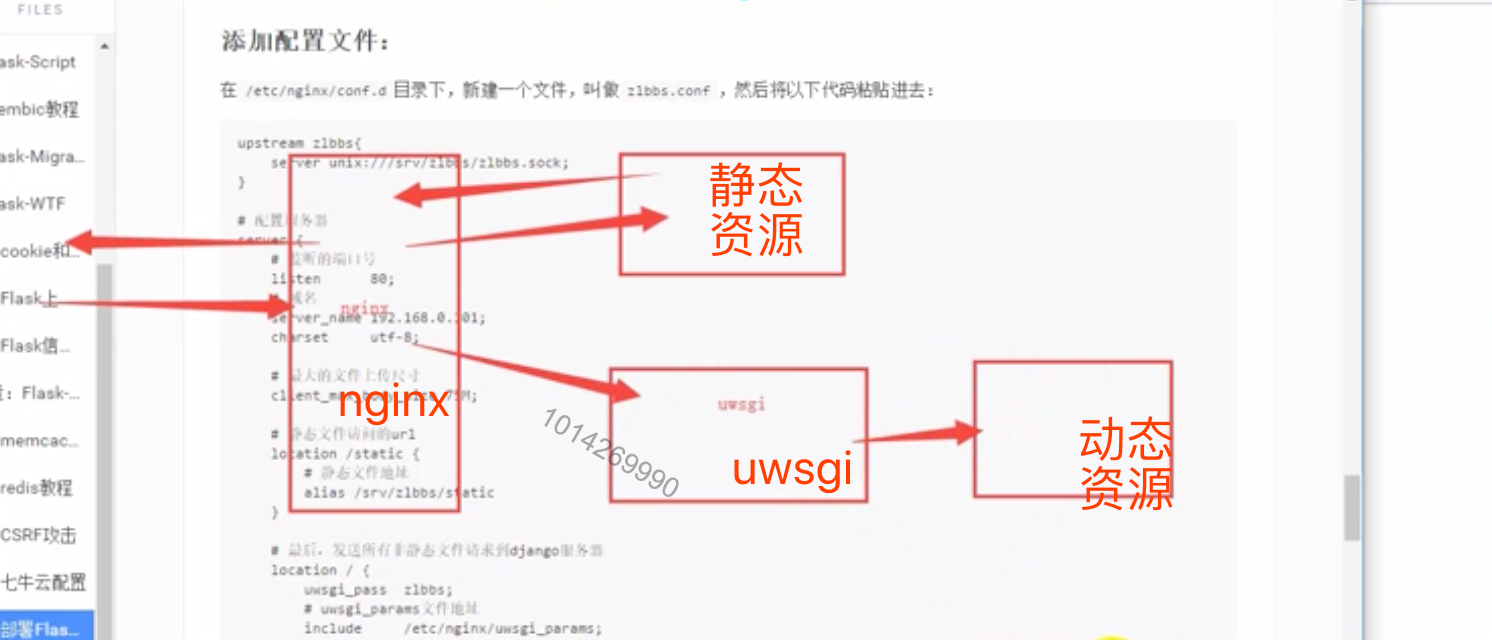 FILES
ask-Script
embic教程
ask-Migra...
ask-WTF
cookie和...
Flask上
Flask信...
：Flask-...
memcac...
redis教程
CSRF攻击
七牛云配置
部署Flas...
添加配置文件：
在 /etc/nginx/conf.d 目录下，新建一个文件，叫做 zlbbs.conf ，然后将以下代码粘贴进去：
upstream zlbbs{
server unix:///srv/zlbbs/zlbbs.sock;
}
# 配置服务器
server {
# 监听的端口号
listen 80;
# 域名
server_name 192.168.0.101;
charset utf-8;
# 最大的文件上传尺寸
client_max_body_size 75M;
# 静态文件访问的url
location /static {
# 静态文件地址
alias /srv/zlbbs/static
}
# 最后，发送所有非静态文件请求到django服务器
location / {
uwsgi_pass zlbbs;
# uwsgi_params文件地址
include /etc/nginx/uwsgi_params;
nginx
nginx
静态
资源
uwsgi
uwsgi
动态
资源
1014269990